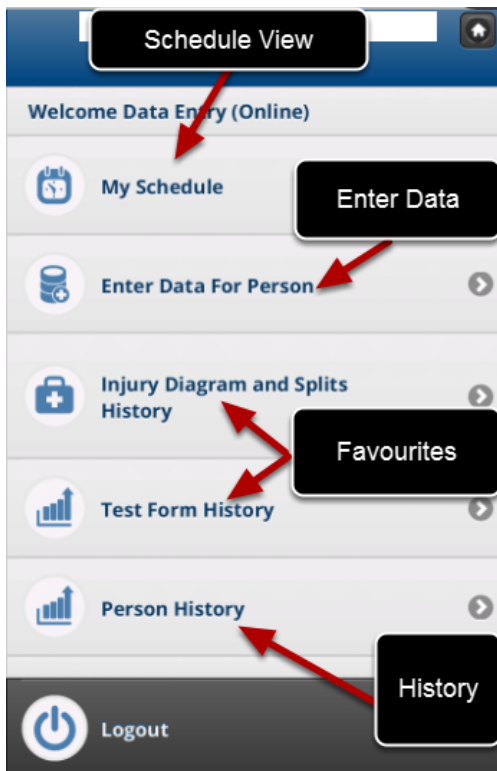 Schedule View
Welcome Data Entry (Online)
My Schedule
Enter Data
Enter Data For Person
Injury Diagram and Splits
History
Favourites
Test Form History
Person History
History
Logout